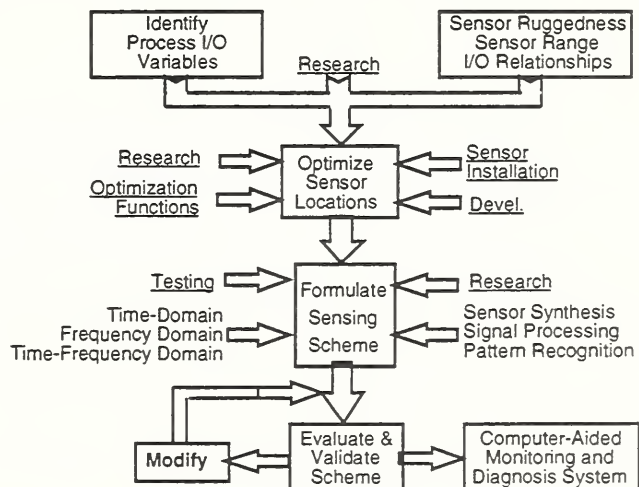 Identify
Process I/O
Variables
Research
Sensor Ruggedness
Sensor Range
I/O Relationships
Research
Optimization
Functions
Optimize
Sensor
Locations
Sensor
Installation
Devel.
Testing
Time-Domain
Frequency Domain
Time-Frequency Domain
Formulate
Sensing
Scheme
Research
Sensor Synthesis
Signal Processing
Pattern Recognition
Modify
Evaluate &
Validate
Scheme
Computer-Aided
Monitoring and
Diagnosis System